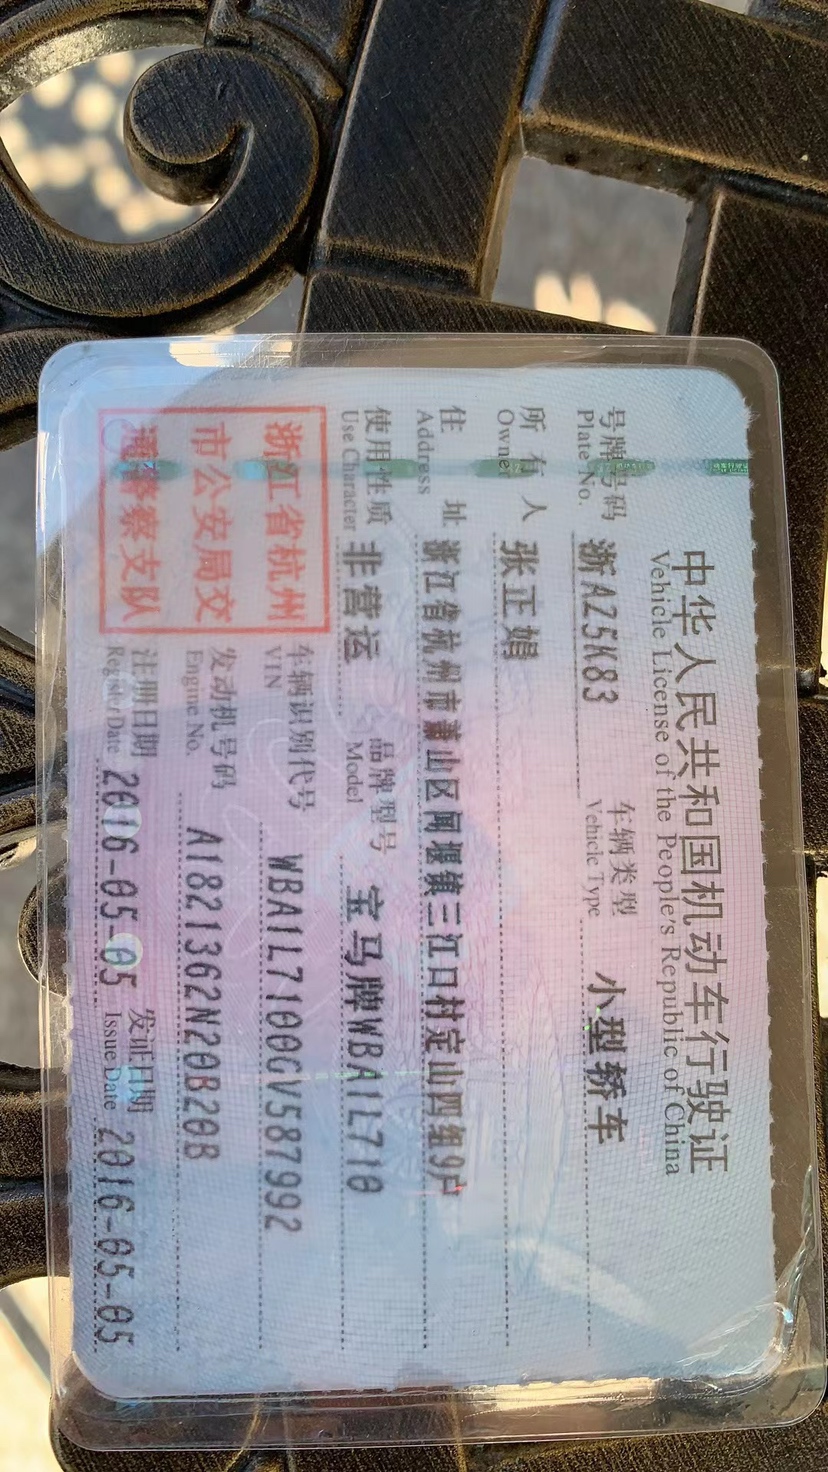 中华人民共和国机动车行驶证
Vehicle License of the People's Republic of China
号牌号码 浙AZ5K83 车辆类型 小型轿车
Plate No. Vehicle Type
所有人 张正娟
Owner
住址 浙江省杭州市萧山区闻堰镇三江口村定山四组9户
Address
使用性质 非营运 品牌型号 宝马牌WBA1L710
Use Character Model
浙江省杭州
市公安局交
通警察支队
车辆识别代号 WBA1L7100GV587992
VIN
发动机号码 A1821362N20B20B
Engine No.
注册日期 2016-05-05 发证日期 2016-05-05
Register Date Issue Date